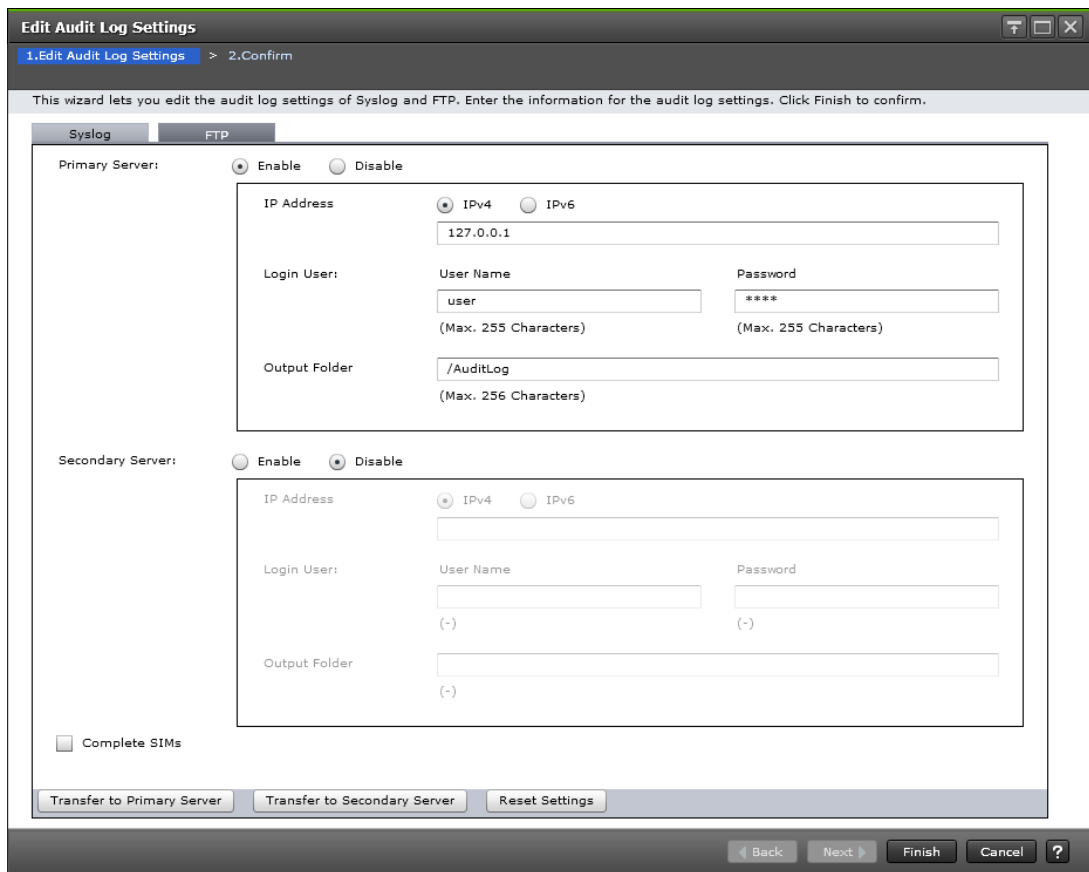 Edit Audit Log Settings
1.Edit Audit Log Settings > 2.Confirm
This wizard lets you edit the audit log settings of Syslog and FTP. Enter the information for the audit log settings. Click Finish to confirm.
Syslog FTP
Primary Server: Enable Disable
IP Address IPv4 IPv6
127.0.0.1
Login User: User Name Password
user ****
(Max. 255 Characters) (Max. 255 Characters)
Output Folder /AuditLog
(Max. 256 Characters)
Secondary Server: Enable Disable
IP Address IPv4 IPv6
Login User: User Name Password
(-) (-)
Output Folder
(-)
Complete SIMs
Transfer to Primary Server Transfer to Secondary Server Reset Settings
Back Next Finish Cancel ?